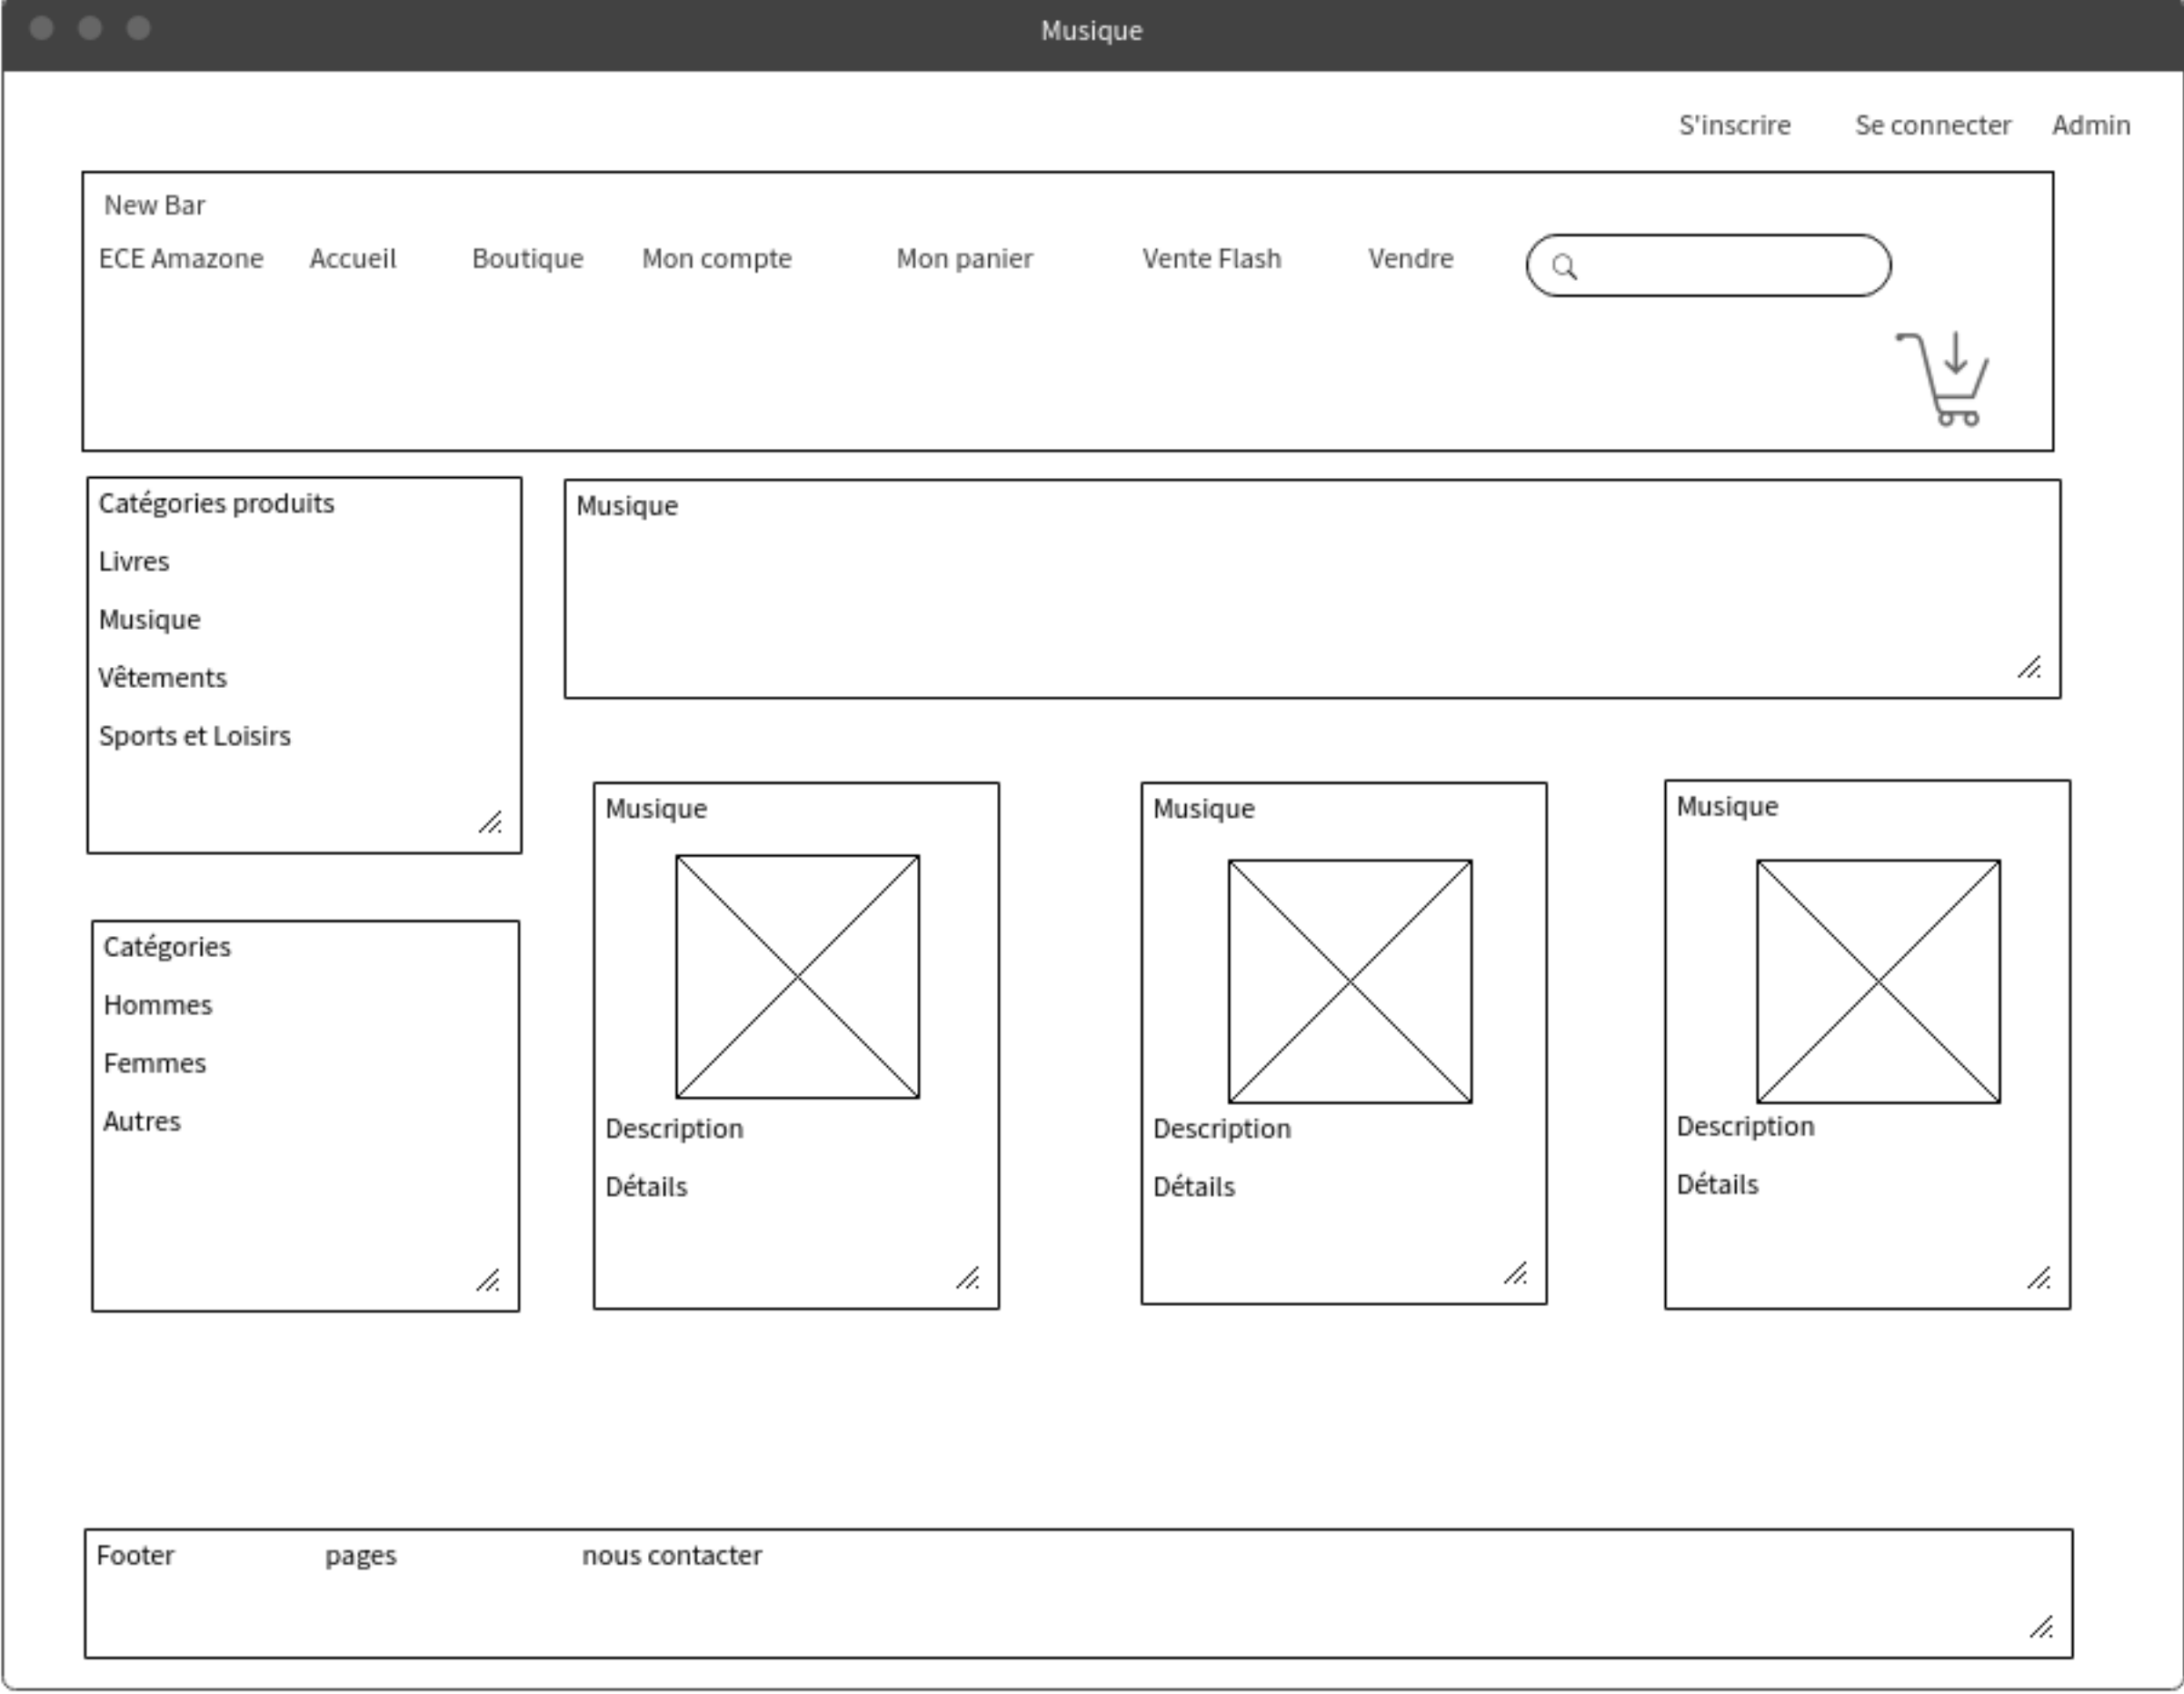 Musique
S'inscrire Se connecter Admin
New Bar
ECE Amazone Accueil Boutique Mon compte Mon panier Vente Flash Vendre
Catégories produits
Livres
Musique
Vêtements
Sports et Loisirs
Musique
Catégories
Hommes
Femmes
Autres
Musique
Description
Détails
Musique
Description
Détails
Musique
Description
Détails
Footer pages nous contacter